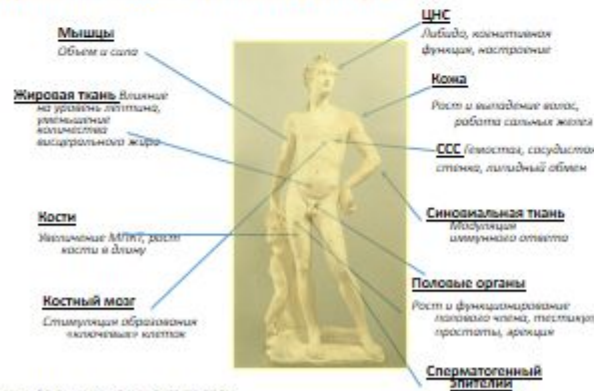 Мышцы
Объем и сила
Жировая ткань Влияние
на уровень лептина,
уменьшение
количества
висцерального жира
Кости
Увеличение МПКТ, рост
кости в длину
Костный мозг
Стимуляция образования
«ключевых» клеток
ЦНС
Либидо, когнитивная
функция, настроение
Кожа
Рост и выпадение волос,
работа сальных желез
ССС Гемостаз, сосудистая
стенка, липидный обмен
Синовиальная ткань
Модуляция
иммунного ответа
Половые органы
Рост и функционирование
полового члена, тестикул,
простаты, эрекция
Сперматогенный
эпителий